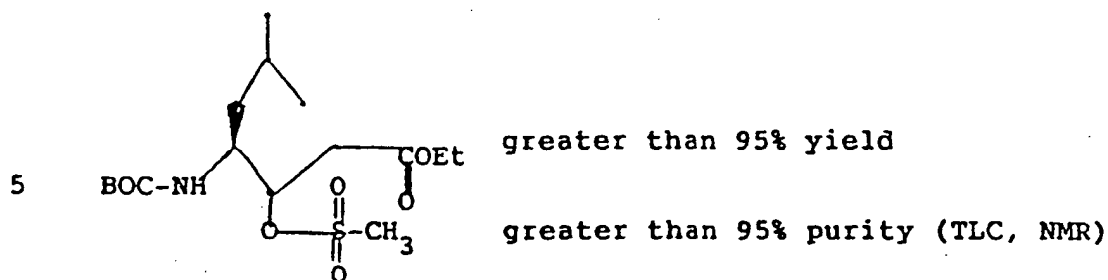 COEt greater than 95% yield
O
5 BOC-NH O
O S CH3 greater than 95% purity (TLC, NMR)
O